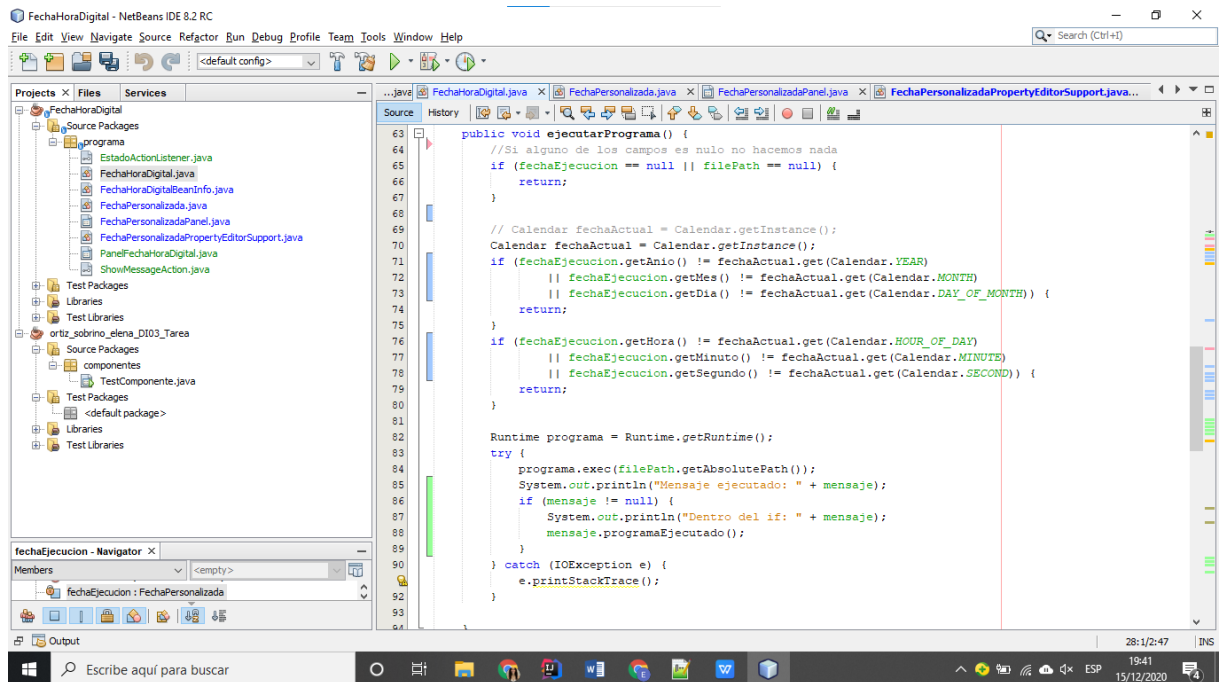 FechaHoraDigital - NetBeans IDE 8.2 RC
File Edit View Navigate Source Refactor Run Debug Profile Team Tools Window Help
Search (Ctrl+I)
<default config>
Projects Files Services
FechaHoraDigital
Source Packages
programa
EstadoActionListener.java
FechaHoraDigital.java
FechaHoraDigitalBeanInfo.java
FechaPersonalizada.java
FechaPersonalizadaPanel.java
FechaPersonalizadaPropertyEditorSupport.java
PanelFechaHoraDigital.java
ShowMessageAction.java
Test Packages
Libraries
Test Libraries
ortiz_sobrino_elena_DI03_Tarea
Source Packages
componentes
TestComponente.java
Test Packages
<default package>
Libraries
Test Libraries
fechaEjecucion - Navigator
Members <empty>
fechaEjecucion : FechaPersonalizada
Output
...java FechaHoraDigital.java FechaPersonalizada.java FechaPersonalizadaPanel.java FechaPersonalizadaPropertyEditorSupport.java...
Source History
63 public void ejecutarPrograma() {
64 //Si alguno de los campos es nulo no hacemos nada
65 if (fechaEjecucion == null || filePath == null) {
66 return;
67 }
68
69 // Calendar fechaActual = Calendar.getInstance();
70 Calendar fechaActual = Calendar.getInstance();
71 if (fechaEjecucion.getAnio() != fechaActual.get(Calendar.YEAR)
72 || fechaEjecucion.getMes() != fechaActual.get(Calendar.MONTH)
73 || fechaEjecucion.getDia() != fechaActual.get(Calendar.DAY_OF_MONTH)) {
74 return;
75 }
76 if (fechaEjecucion.getHora() != fechaActual.get(Calendar.HOUR_OF_DAY)
77 || fechaEjecucion.getMinuto() != fechaActual.get(Calendar.MINUTE)
78 || fechaEjecucion.getSegundo() != fechaActual.get(Calendar.SECOND)) {
79 return;
80 }
81
82 Runtime programa = Runtime.getRuntime();
83 try {
84 programa.exec(filePath.getAbsolutePath());
85 System.out.println("Mensaje ejecutado: " + mensaje);
86 if (mensaje != null) {
87 System.out.println("Dentro del if: " + mensaje);
88 mensaje.programaEjecutado();
89 }
90 } catch (IOException e) {
e.printStackTrace();
92 }
93
94 }
28:1/2:47 INS
Escribe aquí para buscar
ESP
19:41
15/12/2020
4